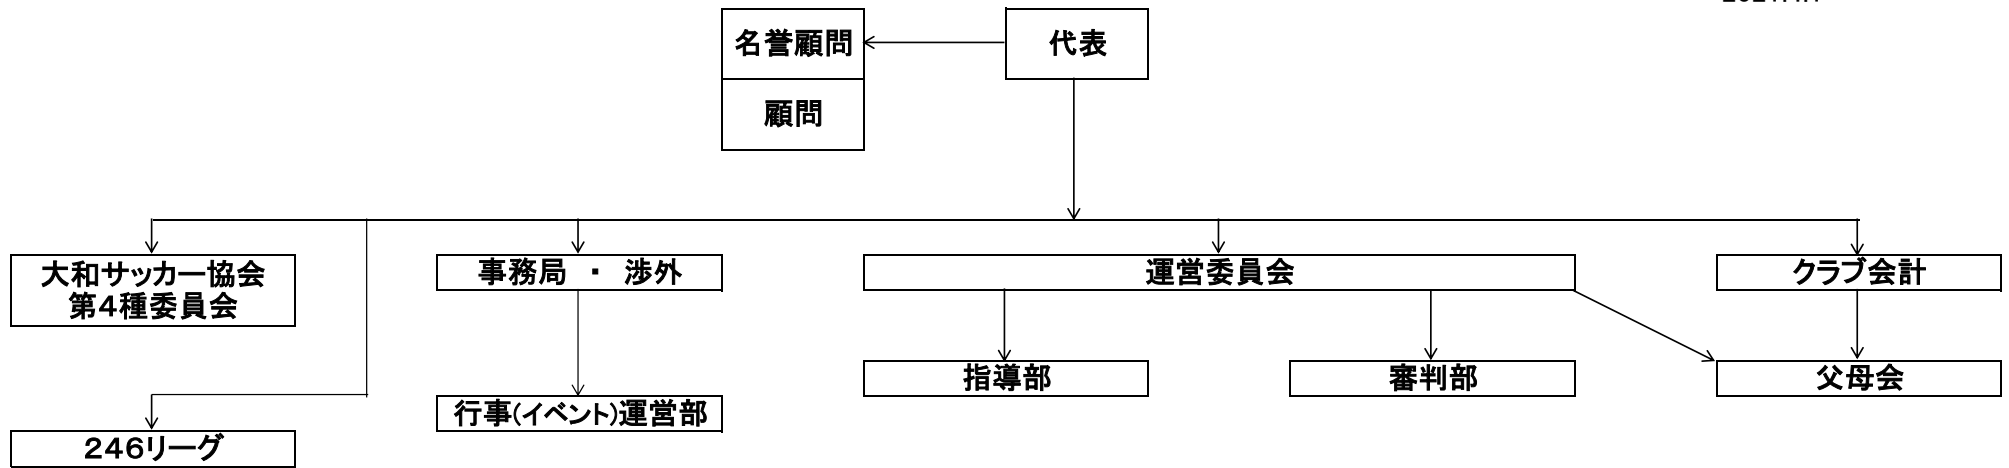 名誉顧問
代表
顧問
大和サッカー協会
第4種委員会
事務局 ・ 渉外
運営委員会
クラブ会計
指導部
審判部
父母会
行事(イベント)運営部
246リーグ